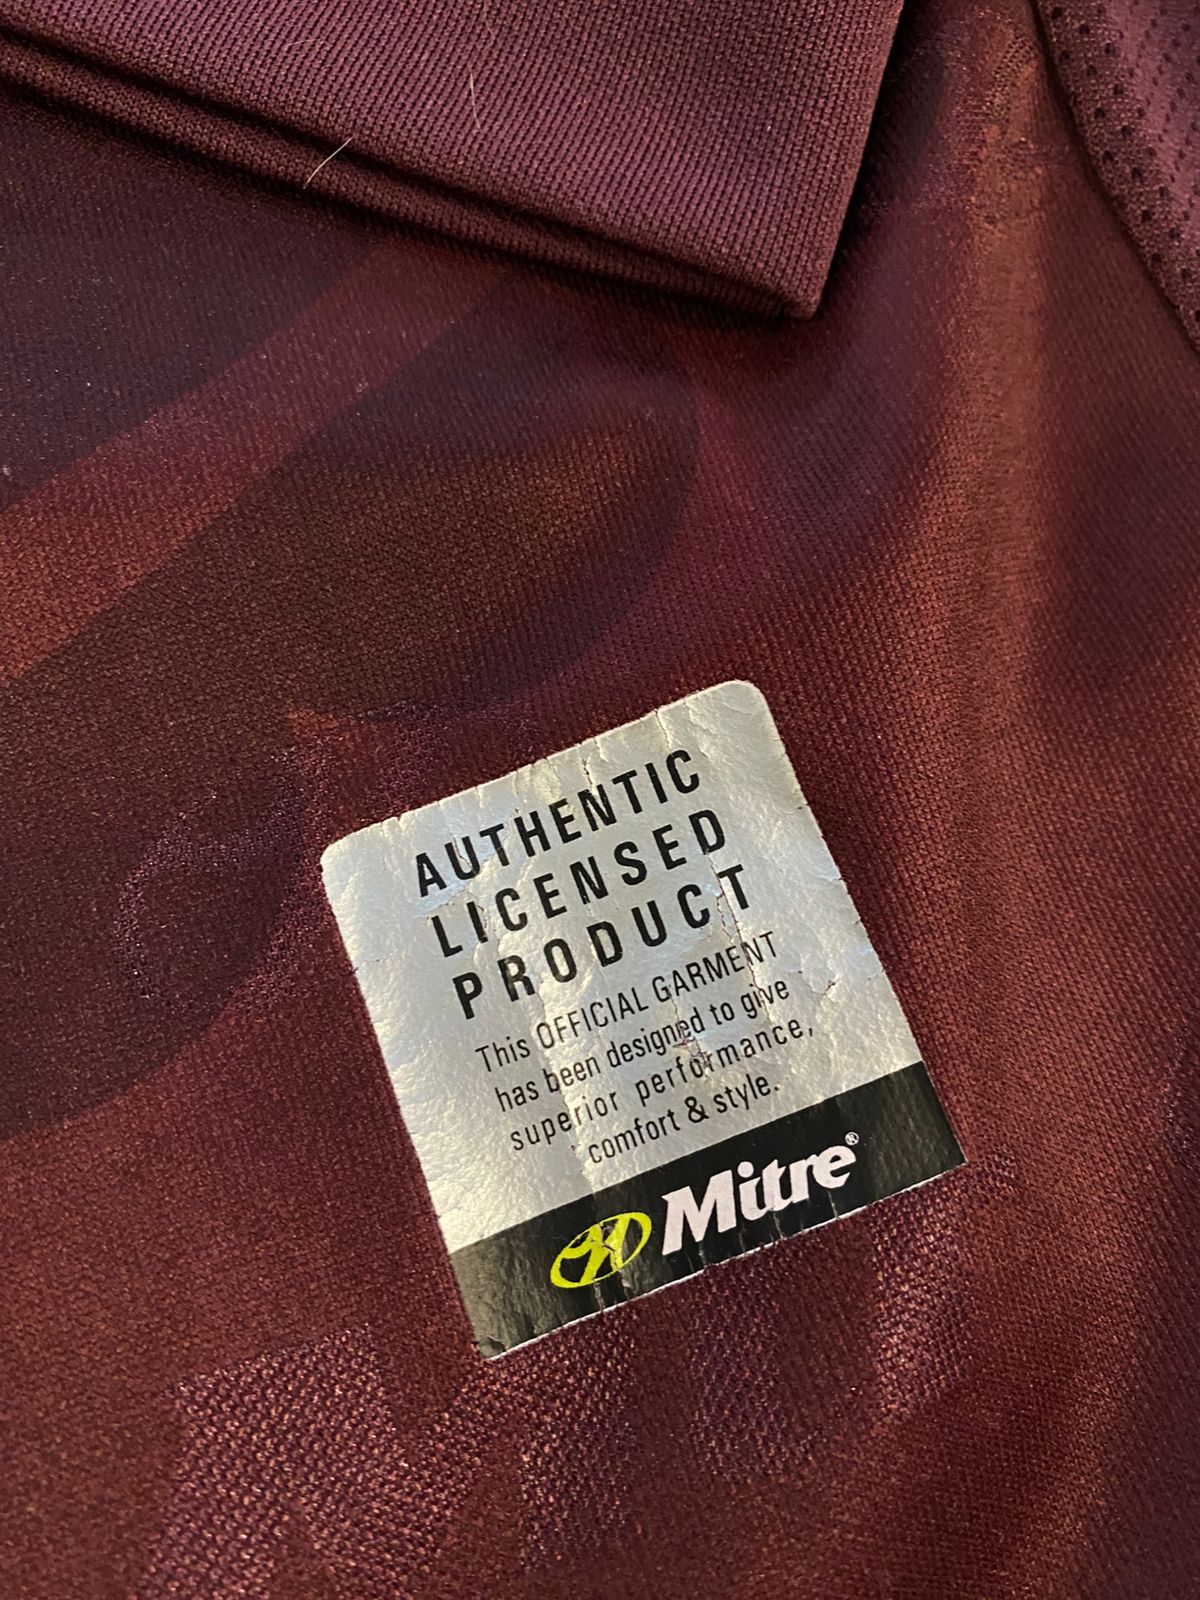 AUTHENTIC
LICENSED
PRODUCT
This OFFICIAL GARMENT
has been designed to give
superior performance,
comfort & style.
Mitre®